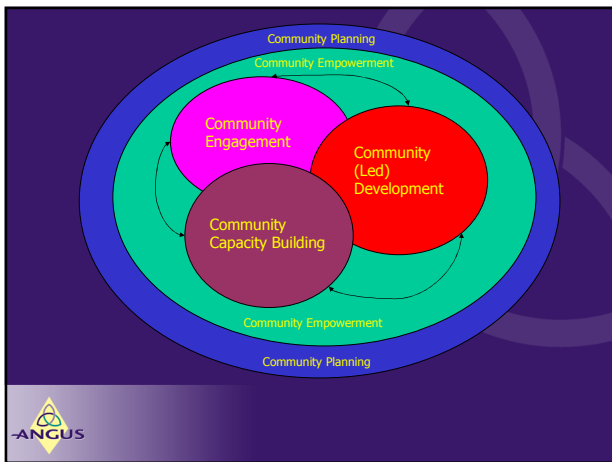 Community Planning
Community Empowerment
Community
Engagement
Community
(Led)
Development
Community
Capacity Building
Community Empowerment
Community Planning
ANGUS